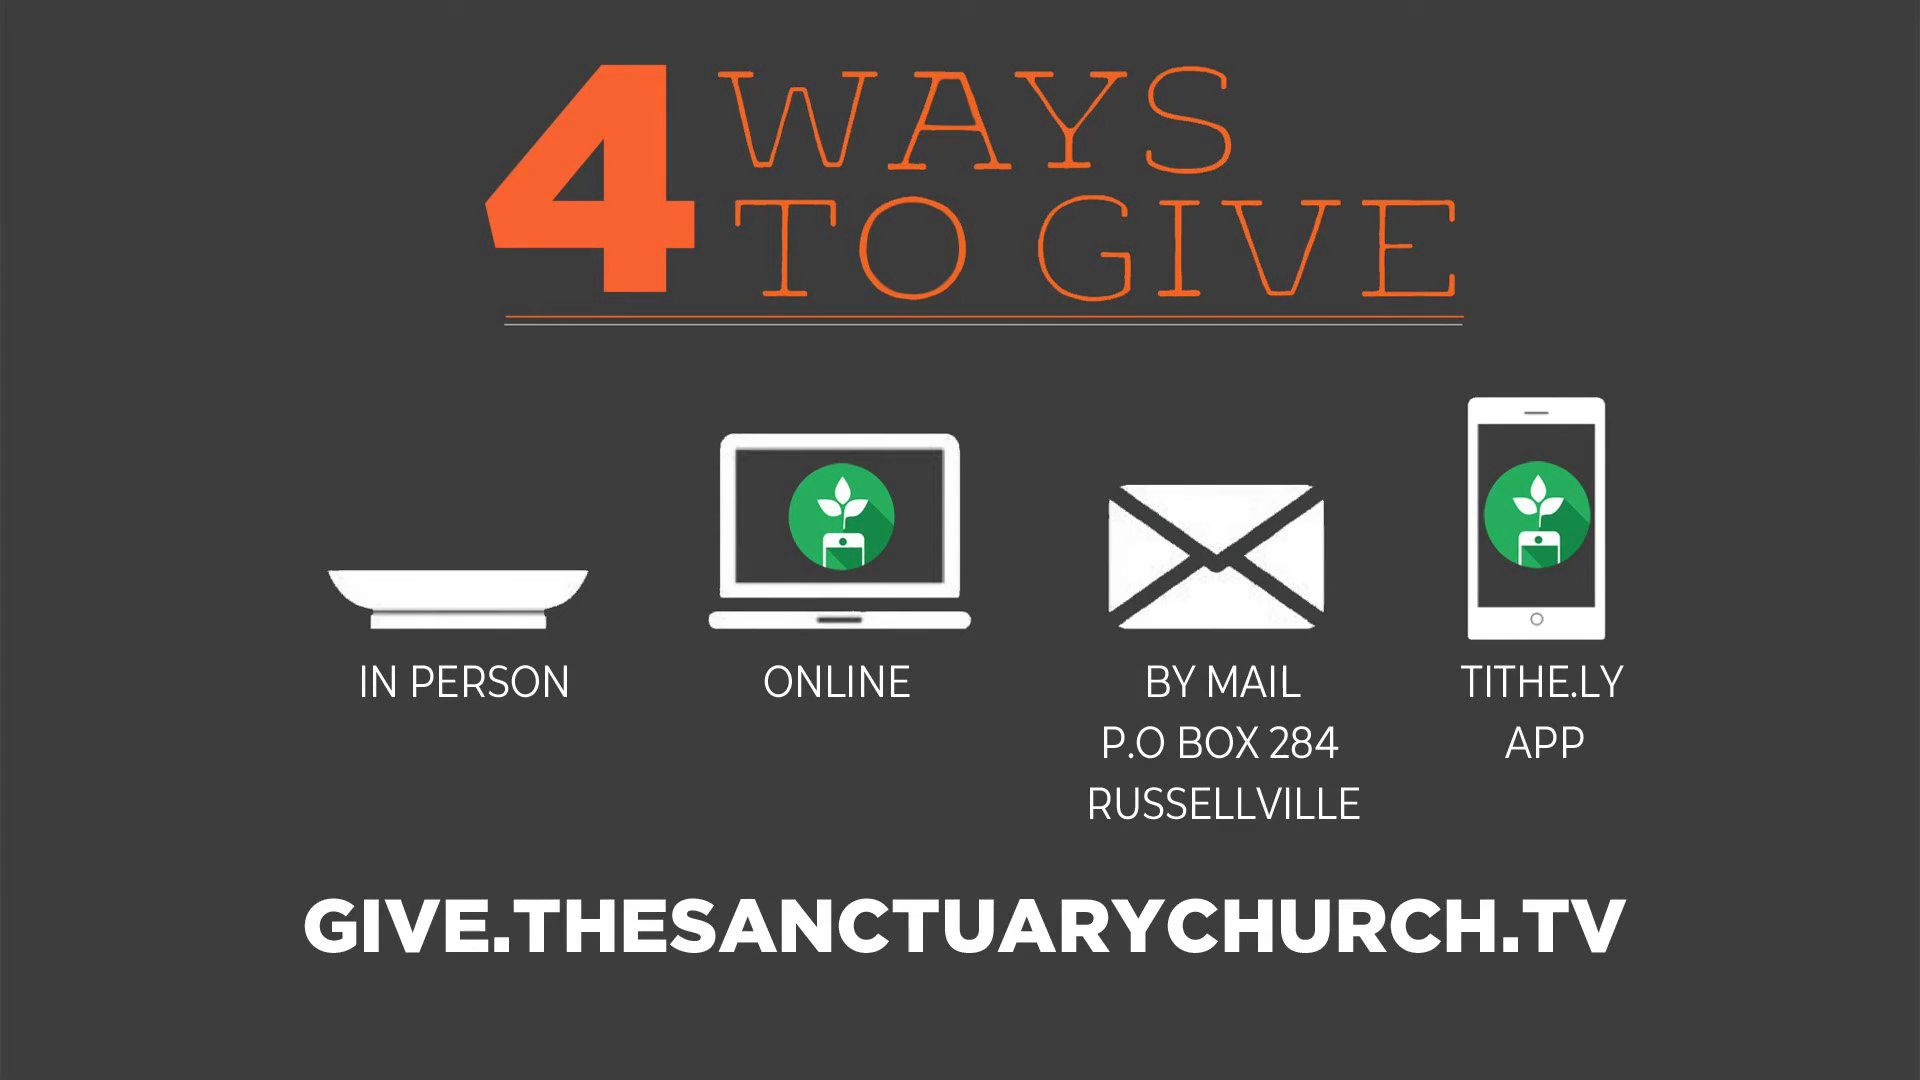 4 WAYS
TO GIVE
IN PERSON
ONLINE
BY MAIL
P.O BOX 284
RUSSELLVILLE
TITHE.LY
APP
GIVE.THESANCTUARYCHURCH.TV